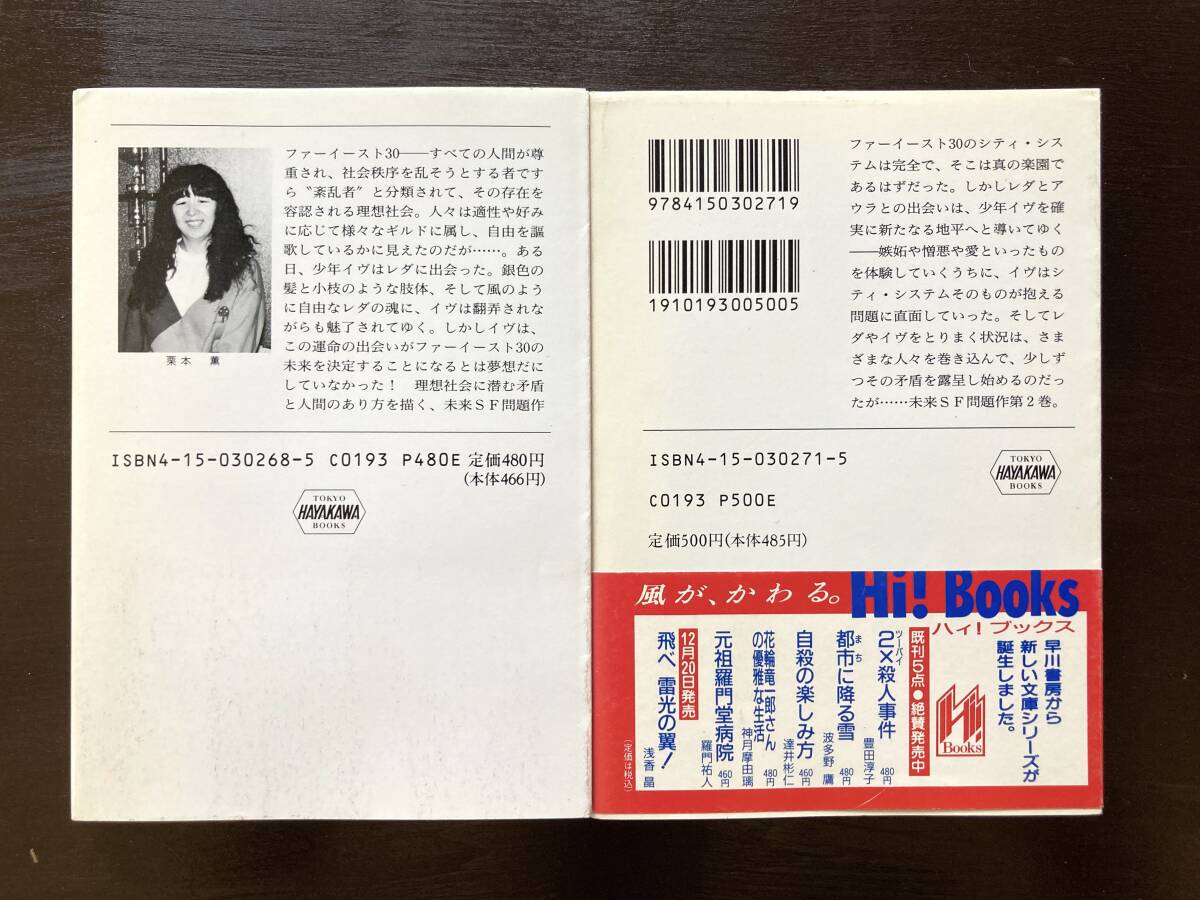 ファーイースト30――すべての人間が尊
重され、社会秩序を乱そうとする者です
ら〝紊乱者〟と分類されて、その存在を
容認される理想社会。人々は適性や好み
に応じて様々なギルドに属し、自由を謳
歌しているかに見えたのだが……。ある
日、少年イヴはレダに出会った。銀色の
髪と小枝のような肢体、そして風のよう
に自由なレダの魂に、イヴは翻弄されな
がらも魅了されてゆく。しかしイヴは、
この運命の出会いがファーイースト30の
未来を決定することになるとは夢想だに
していなかった！　理想社会に潜む矛盾
と人間のあり方を描く、未来ＳＦ問題作
栗本　薫
ISBN4-15-030268-5 C0193 P480E 定価480円
(本体466円)
TOKYO
HAYAKAWA
BOOKS
9784150302719
1910193005005
ファーイースト30のシティ・シス
テムは完全で、そこは真の楽園で
あるはずだった。しかしレダとア
ウラとの出会いは、少年イヴを確
実に新たなる地平へと導いてゆく
――嫉妬や憎悪や愛といったもの
を体験していくうちに、イヴはシ
ティ・システムそのものが抱える
問題に直面していった。そしてレ
ダやイヴをとりまく状況は、さま
ざまな人々を巻き込んで、少しず
つその矛盾を露呈し始めるのだっ
たが……未来ＳＦ問題作第２巻。
ISBN4-15-030271-5
C0193 P500E
定価500円(本体485円)
TOKYO
HAYAKAWA
BOOKS
風が、かわる。Hi! Books
ハイ！ブックス
早川書房から
新しい文庫シリーズが
誕生しました。
Hi!
Books
既刊5点●絶賛発売中
ツーバイ
2×殺人事件 豊田淳子 480円
まち
都市に降る雪 波多野 鷹 480円
自殺の楽しみ方 達井彬仁 460円
花輪竜一郎さん
の優雅な生活 神月摩由璃 480円
元祖羅門堂病院 羅門祐人 460円
12月20日発売
飛べ 雷光の翼！ 浅香 晶
(定価は税込)